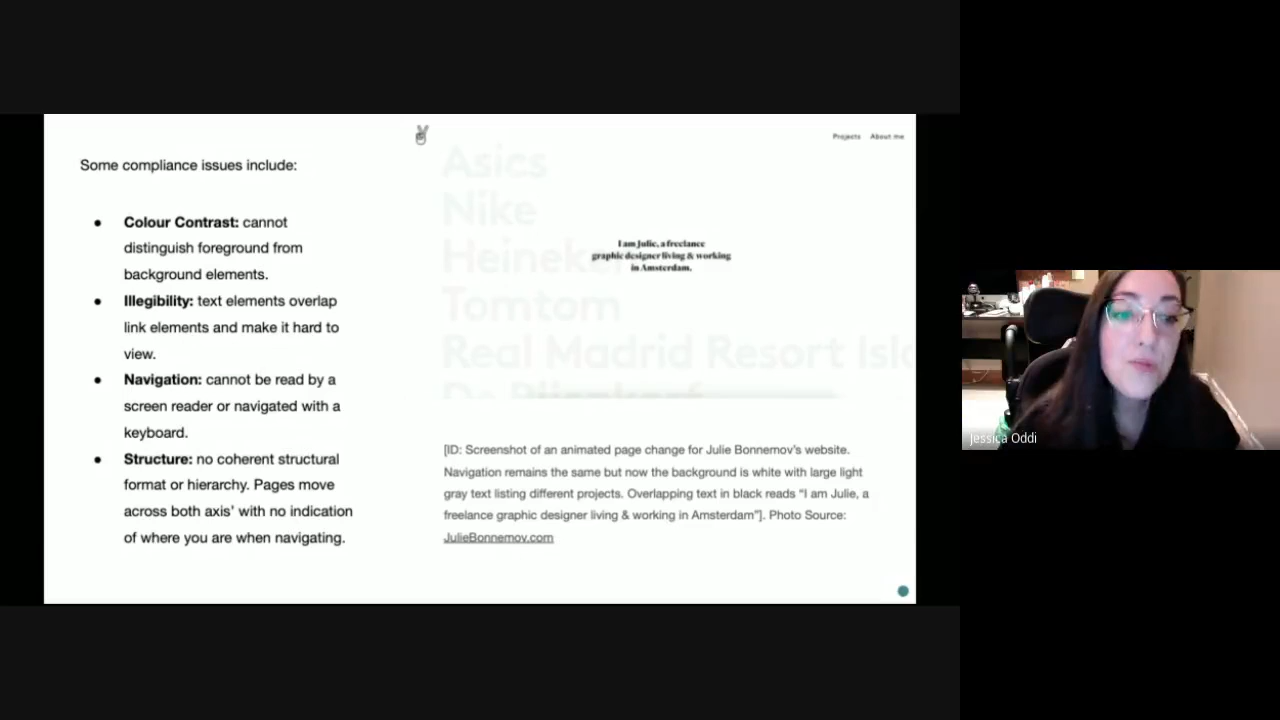 Some compliance issues include:
● Colour Contrast: cannot
distinguish foreground from
background elements.
● Illegibility: text elements overlap
link elements and make it hard to
view.
● Navigation: cannot be read by a
screen reader or navigated with a
keyboard.
● Structure: no coherent structural
format or hierarchy. Pages move
across both axis’ with no indication
of where you are when navigating.
Projects About me
Asics
Nike
Heineke
I am Julie, a freelance
graphic designer living & working
in Amsterdam.
Tomtom
Real Madrid Resort Isl
De
[ID: Screenshot of an animated page change for Julie Bonnemov’s website.
Navigation remains the same but now the background is white with large light
gray text listing different projects. Overlapping text in black reads “I am Julie, a
freelance graphic designer living & working in Amsterdam”]. Photo Source:
JulieBonnemov.com
Jessica Oddi